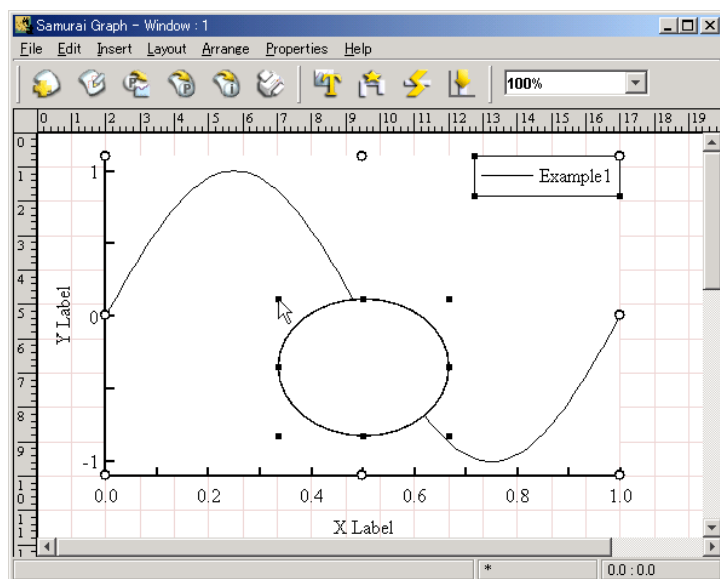 Samurai Graph - Window : 1
File Edit Insert Layout Arrange Properties Help
100%
0 1 2 3 4 5 6 7 8 9 10 11 12 13 14 15 16 17 18 19
0
1
2
3
4
5
6
7
8
9
10
11
1
0
-1
Y Label
Example1
0.0 0.2 0.4 0.6 0.8 1.0
X Label
* 0.0 : 0.0